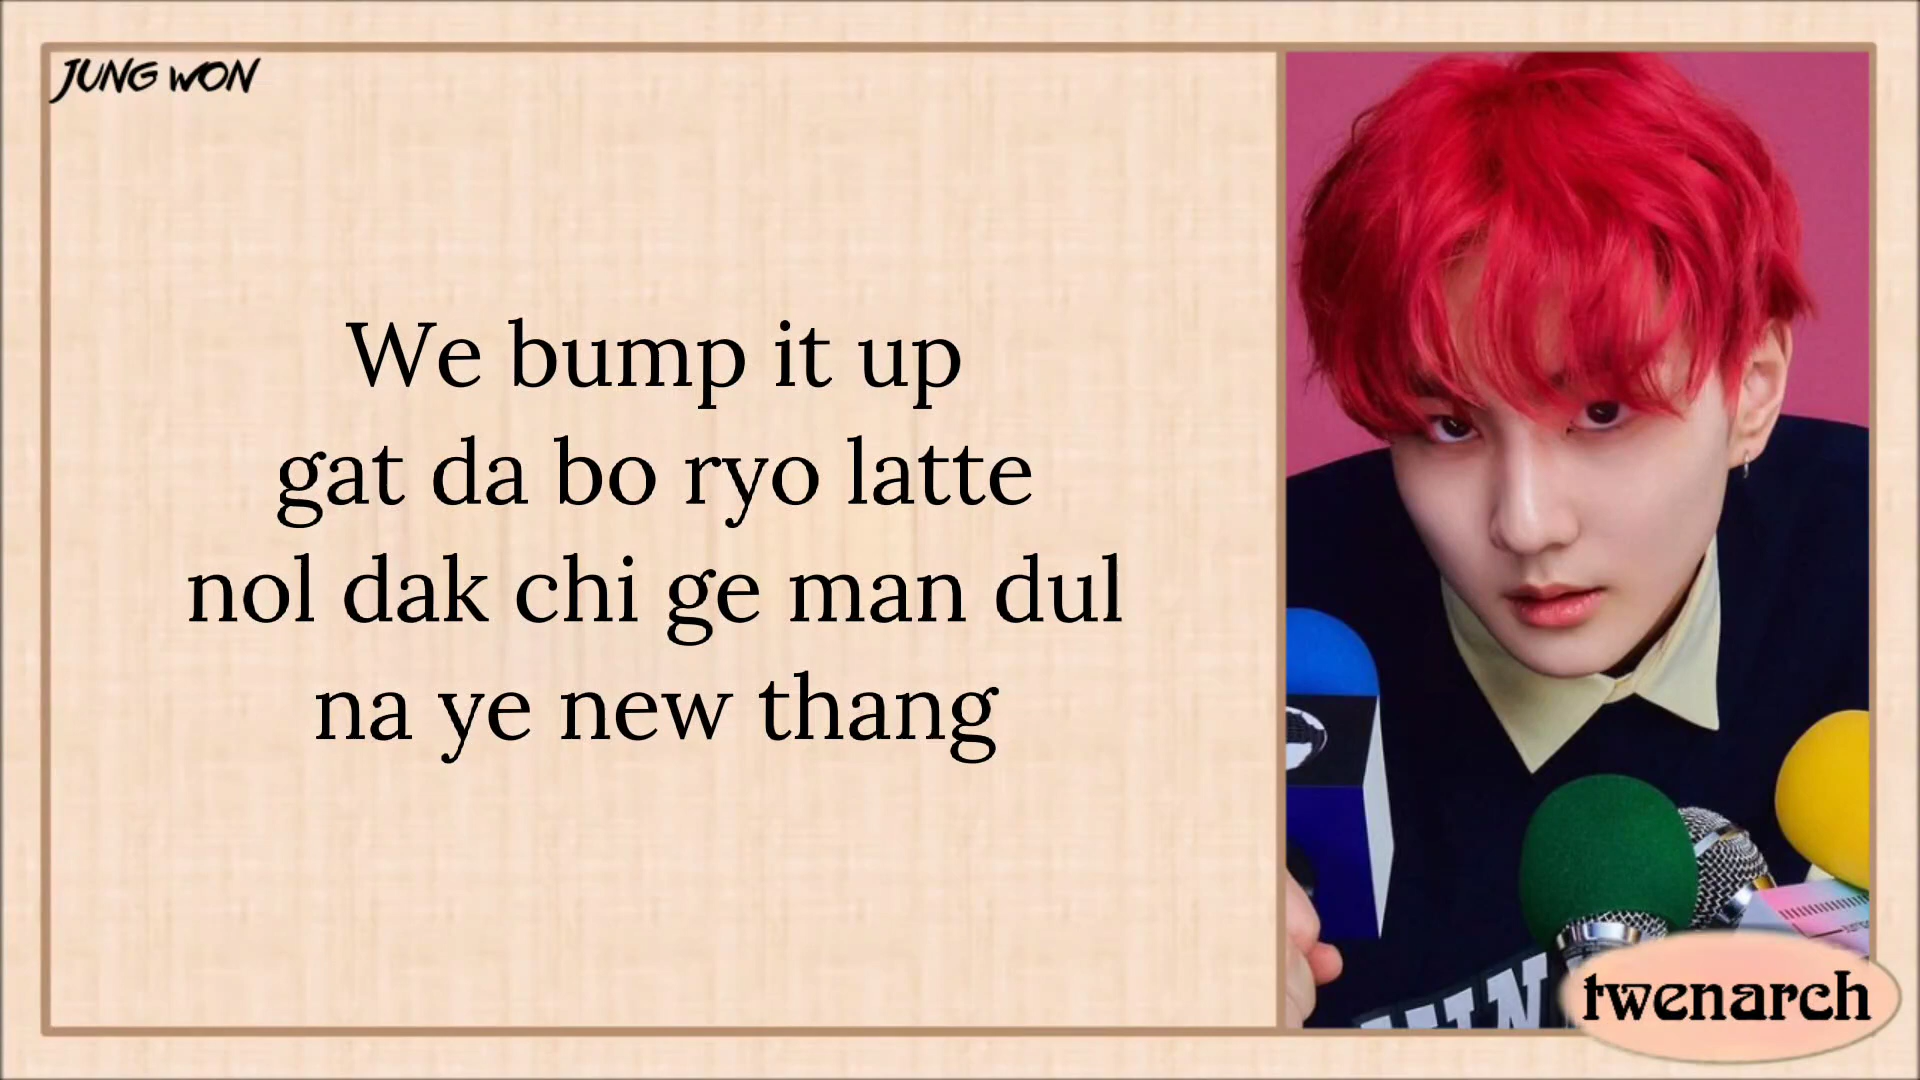 JUNG WON
We bump it up
gat da bo ryo latte
nol dak chi ge man dul
na ye new thang
twenarch